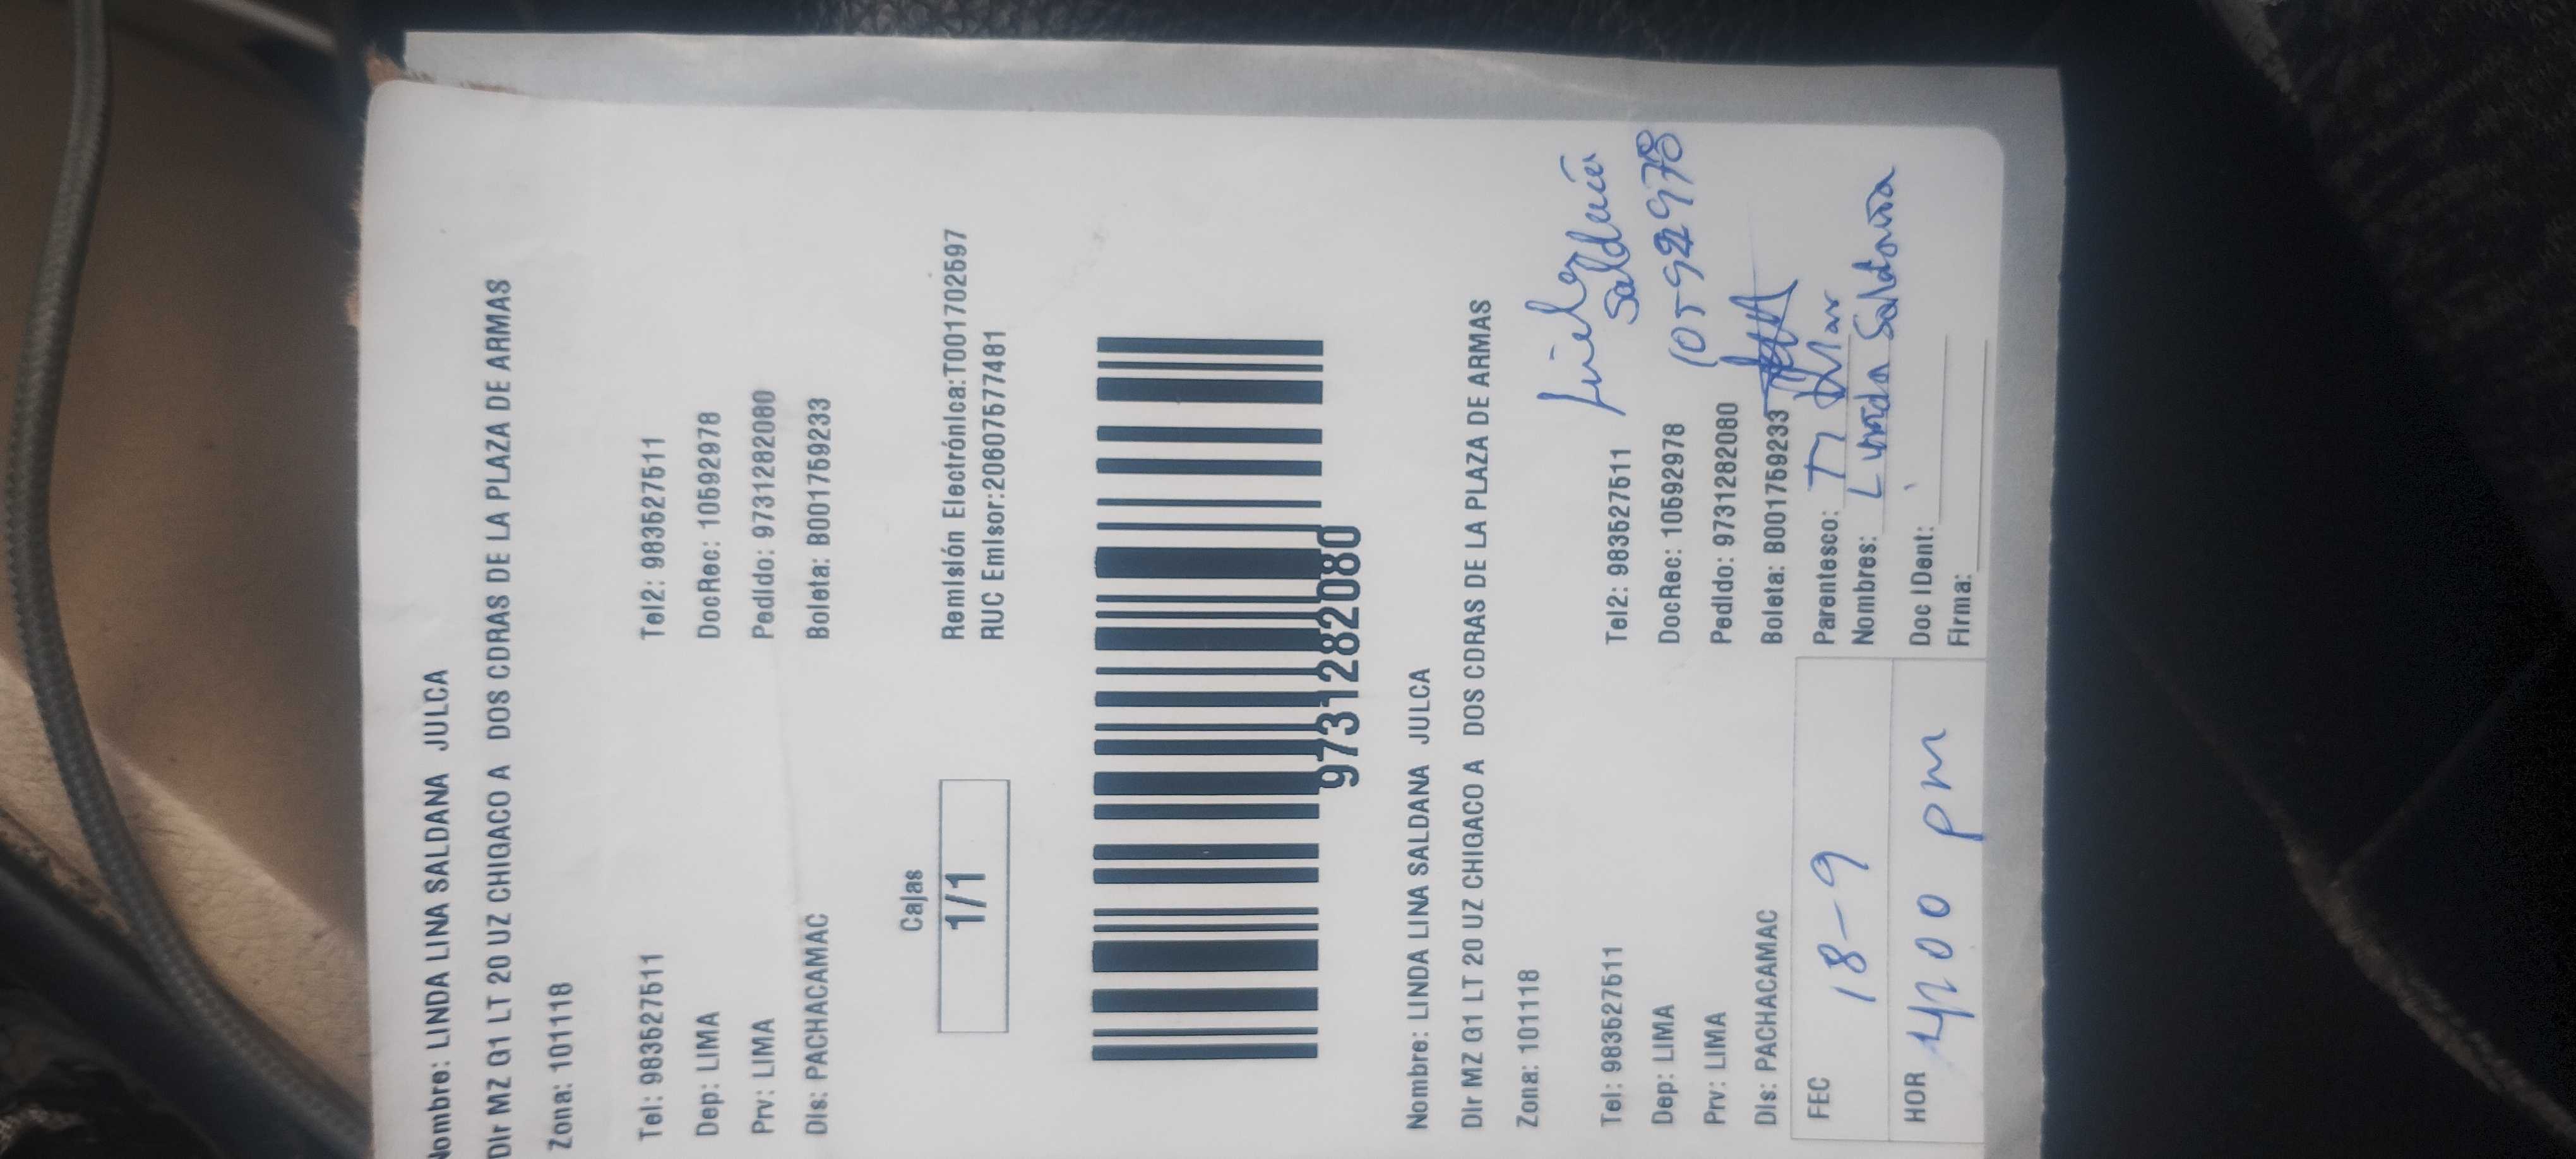 Nombre: LINDA LINA SALDANA JULCA
Dir MZ G1 LT 20 UZ CHIGACO A DOS CDRAS DE LA PLAZA DE ARMAS
Zona: 101118
Tel: 983527511 Tel2: 983527511
Dep: LIMA DocRec: 10592978
Prv: LIMA Pedido: 9731282080
Dis: PACHACAMAC Boleta: B001759233
Cajas
1/1
Remisión Electrónica:T001702597
RUC Emisor:20607577481
9731282080
Nombre: LINDA LINA SALDANA JULCA
Dir MZ G1 LT 20 UZ CHIGACO A DOS CDRAS DE LA PLAZA DE ARMAS
Zona: 101118
Saldaña
Tel: 983527511 Tel2: 983527511
10592978
Dep: LIMA DocRec: 10592978
Prv: LIMA Pedido: 9731282080
Dis: PACHACAMAC Boleta: B001759233
FEC 18-9
Parentesco:
Nombres: Linda Saldaña
HOR 4:00 pm
Doc IDent:
Firma: